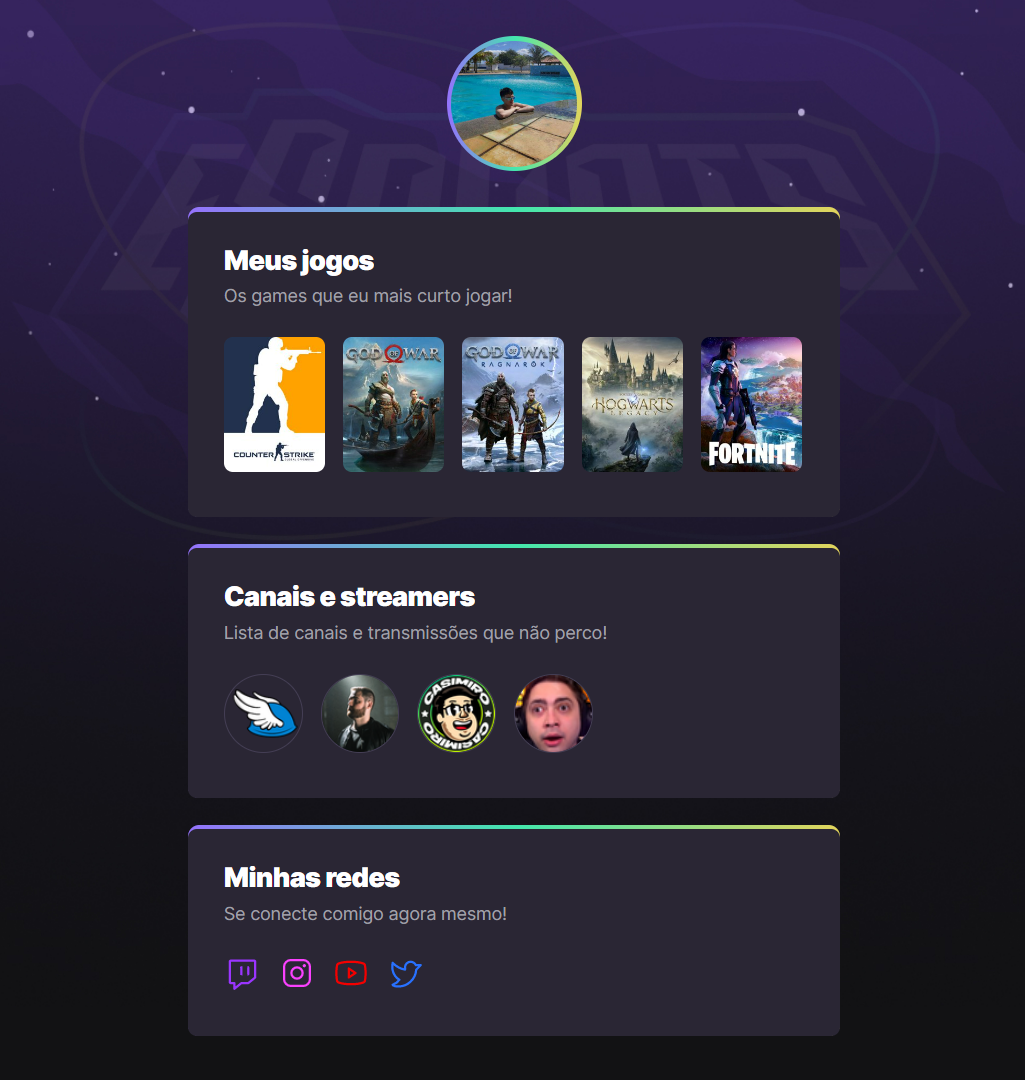 ESPORTS
Meus jogos
Os games que eu mais curto jogar!
COUNTER STRIKE
GOD OF WAR
GOD OF WAR
RAGNARÖK
HOGWARTS
LEGACY
FORTNITE
Canais e streamers
Lista de canais e transmissões que não perco!
CASIMIRO
CASIMIRO
Minhas redes
Se conecte comigo agora mesmo!